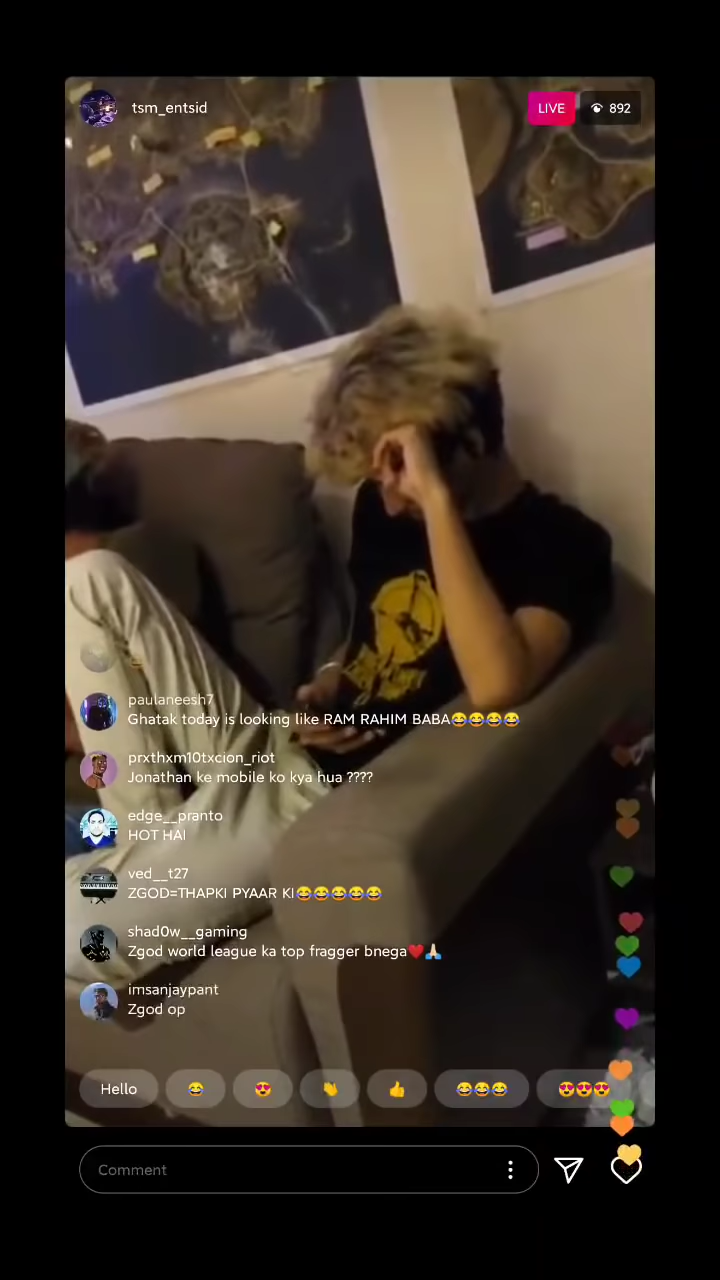 tsm_entsid
LIVE
892
paulaneesh7
Ghatak today is looking like RAM RAHIM BABA😂😂😂😂
prxthxm10txcion_riot
Jonathan ke mobile ko kya hua ????
edge__pranto
HOT HAI
ved__t27
ZGOD=THAPKI PYAAR KI😂😂😂😂😂
shad0w__gaming
Zgod world league ka top fragger bnega❤️🙏🏻
imsanjaypant
Zgod op
Hello 😂 😍 👏 👍 😂😂😂 😍😍😍
Comment